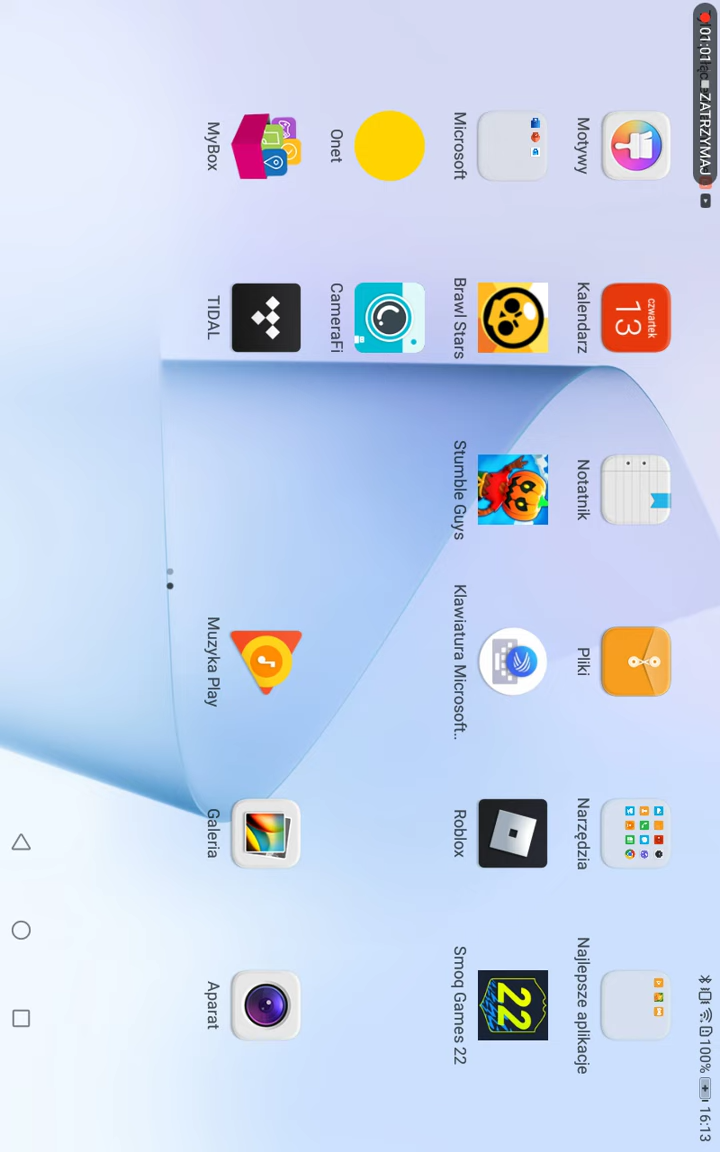 01:01
ZATRZYMAJ
100%
16:13
Motywy
czwartek
13
Kalendarz
Notatnik
Pliki
Narzędzia
Najlepsze aplikacje
Microsoft
Brawl Stars
Stumble Guys
Klawiatura Microsoft..
Roblox
22
Smoq Games 22
Onet
CameraFi
MyBox
TIDAL
Muzyka Play
Galeria
Aparat